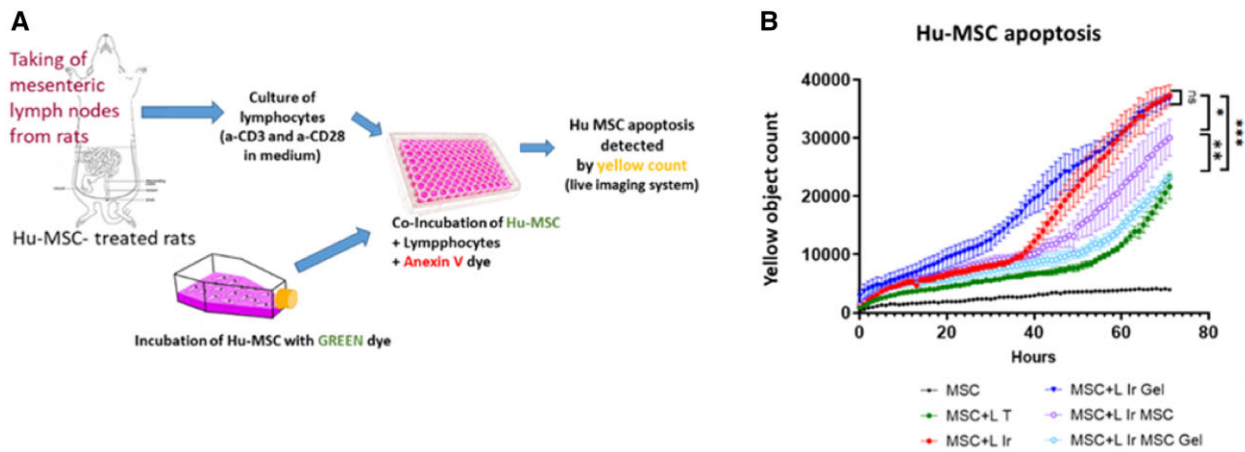 A
Taking of
mesenteric
lymph nodes
from rats
Hu-MSC- treated rats
Culture of
lymphocytes
(a-CD3 and a-CD28
in medium)
Co-Incubation of Hu-MSC
+ Lympphocytes
+ Anexin V dye
Hu MSC apoptosis
detected
by yellow count
(live imaging system)
Incubation of Hu-MSC with GREEN dye
B
Hu-MSC apoptosis
Yellow object count
40000
30000
20000
10000
0
0 20 40 60 80
Hours
ns
*
**
***
MSC
MSC+L T
MSC+L Ir
MSC+L Ir Gel
MSC+L Ir MSC
MSC+L Ir MSC Gel